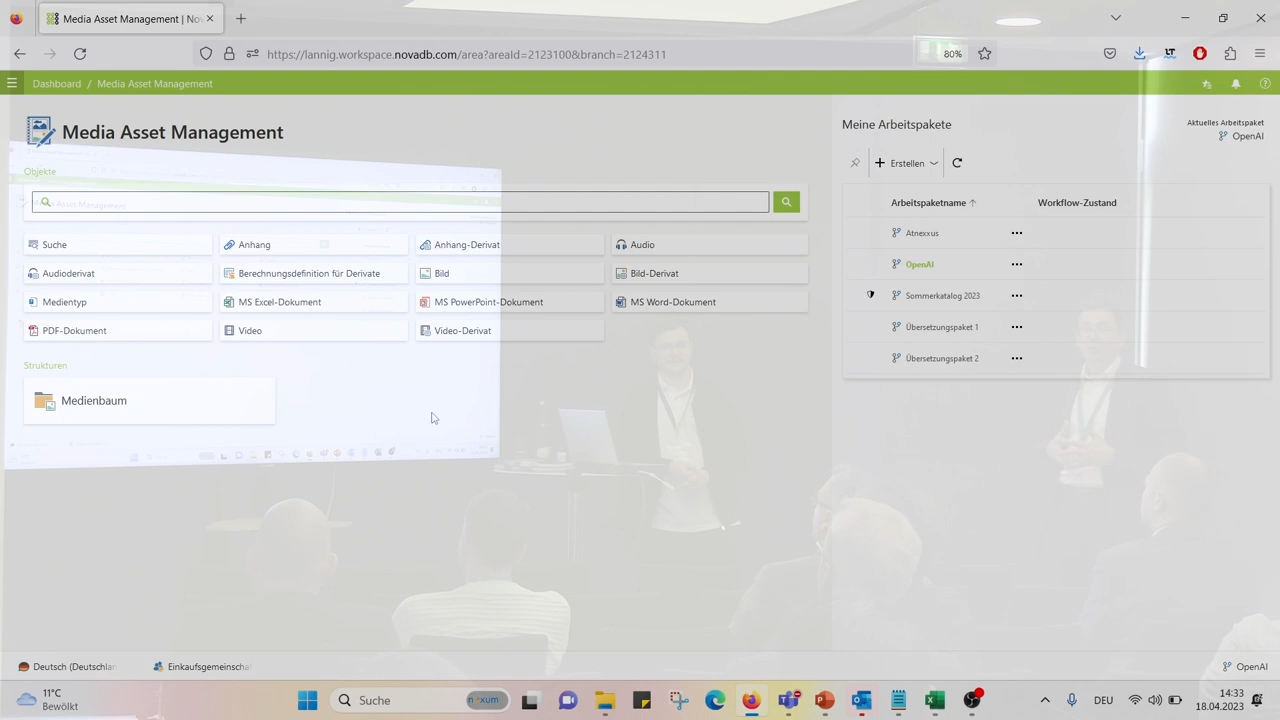 Media Asset Management | Nov
https://lannig.workspace.novadb.com/area?areaId=2123100&branch=2124311
80%
Dashboard / Media Asset Management
Media Asset Management
Objekte
Suche
Anhang
Anhang-Derivat
Audio
Audioderivat
Berechnungsdefinition für Derivate
Bild
Bild-Derivat
Medientyp
MS Excel-Dokument
MS PowerPoint-Dokument
MS Word-Dokument
PDF-Dokument
Video
Video-Derivat
Strukturen
Medienbaum
Meine Arbeitspakete
Aktuelles Arbeitspaket
OpenAI
Erstellen
Arbeitspaketname
Workflow-Zustand
Atnexxus
OpenAI
Sommerkatalog 2023
Übersetzungspaket 1
Übersetzungspaket 2
Deutsch (Deutschlan
Einkaufsgemeinscha
OpenAI
11°C
Bewölkt
Suche
nexum
DEU
14:33
18.04.2023